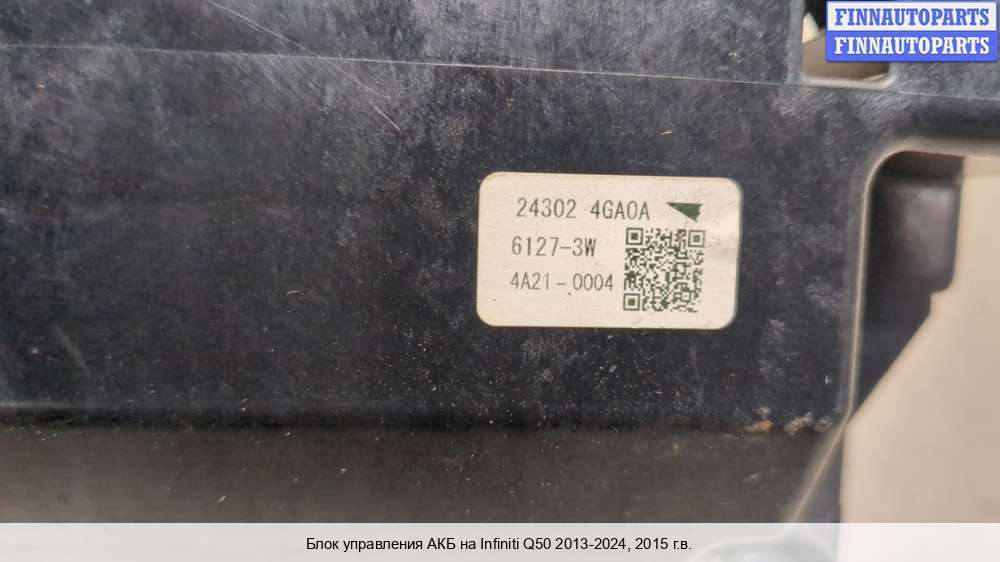 FINNAUTOPARTS
FINNAUTOPARTS
24302 4GA0A
6127-3W
4A21-0004
Блок управления АКБ на Infiniti Q50 2013-2024, 2015 г.в.